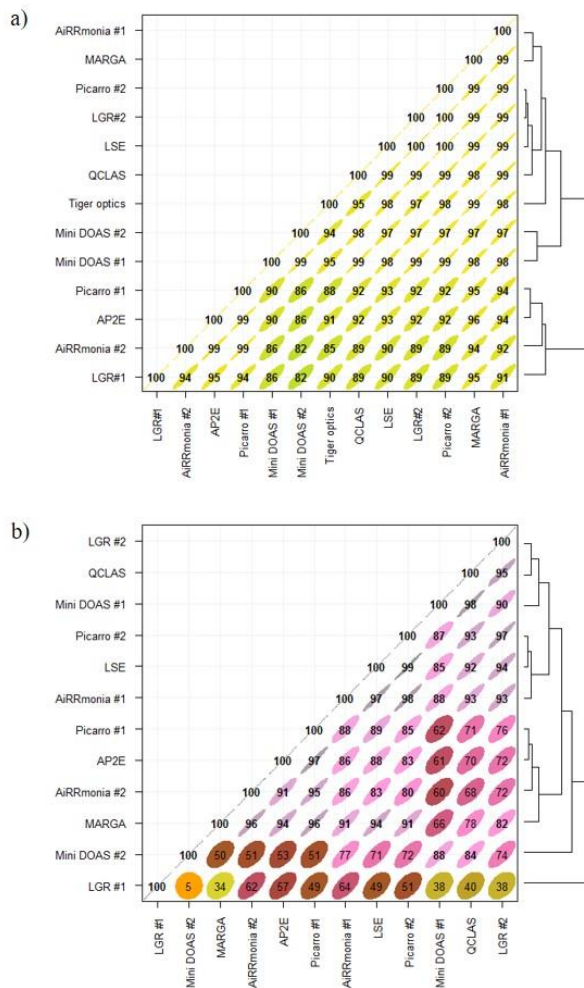 a)
AiRRmonia #1 100
MARGA 100 99
Picarro #2 100 99 99
LGR#2 100 100 99 99
LSE 100 100 100 99 99
QCLAS 100 99 99 99 98 99
Tiger optics 100 95 98 97 98 99 98
Mini DOAS #2 100 94 98 97 97 97 97 97
Mini DOAS #1 100 99 95 99 98 99 99 98 98
Picarro #1 100 90 86 88 92 93 92 92 95 94
AP2E 100 99 90 86 91 92 93 92 92 96 94
AiRRmonia #2 100 99 99 86 82 85 89 90 89 89 94 92
LGR#1 100 94 95 94 86 82 90 89 90 89 89 95 91
LGR#1 AiRRmonia #2 AP2E Picarro #1 Mini DOAS #1 Mini DOAS #2 Tiger optics QCLAS LSE LGR#2 Picarro #2 MARGA AiRRmonia #1
b)
LGR #2 100
QCLAS 100 95
Mini DOAS #1 100 98 90
Picarro #2 100 87 93 97
LSE 100 99 85 92 94
AiRRmonia #1 100 97 98 88 93 93
Picarro #1 100 88 89 85 62 71 76
AP2E 100 97 86 88 83 61 70 72
AiRRmonia #2 100 91 95 86 83 80 60 68 72
MARGA 100 96 94 96 91 94 91 66 78 82
Mini DOAS #2 100 50 51 53 51 77 71 72 88 84 74
LGR #1 100 5 34 62 57 49 64 49 51 38 40 38
LGR #1 Mini DOAS #2 MARGA AiRRmonia #2 AP2E Picarro #1 AiRRmonia #1 LSE Picarro #2 Mini DOAS #1 QCLAS LGR #2